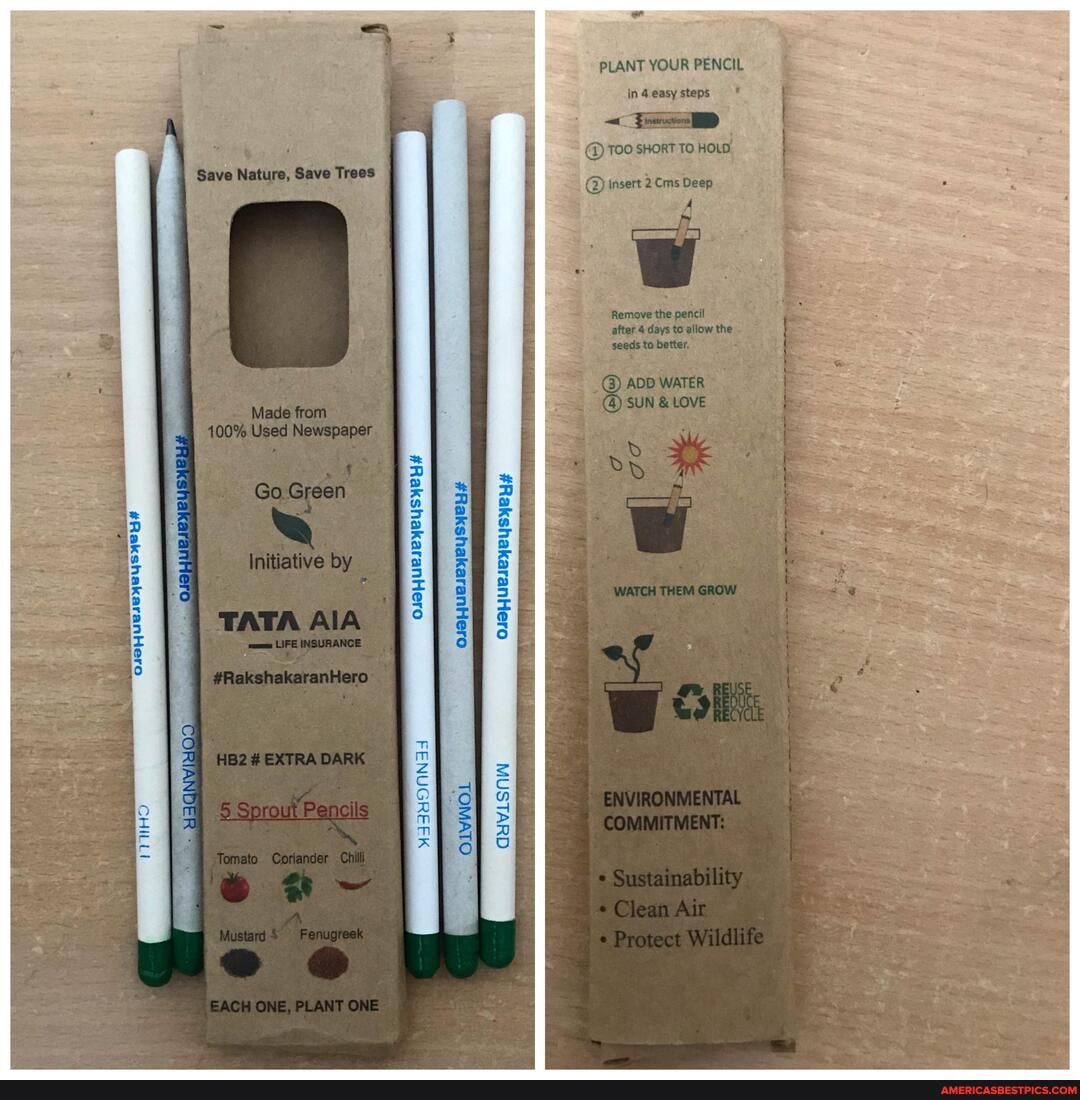 Save Nature, Save Trees
Made from
100% Used Newspaper
Go Green
Initiative by
TATA AIA
LIFE INSURANCE
#RakshakaranHero
HB2 # EXTRA DARK
5 Sprout Pencils
Tomato Coriander Chilli
Mustard Fenugreek
EACH ONE, PLANT ONE
#RakshakaranHero
CHILLI
#RakshakaranHero
CORIANDER
#RakshakaranHero
FENUGREEK
#RakshakaranHero
TOMATO
#RakshakaranHero
MUSTARD
PLANT YOUR PENCIL
in 4 easy steps
Instructions
1 TOO SHORT TO HOLD
2 Insert 2 Cms Deep
Remove the pencil
after 4 days to allow the
seeds to better.
3 ADD WATER
4 SUN & LOVE
WATCH THEM GROW
REUSE
REDUCE
RECYCLE
ENVIRONMENTAL
COMMITMENT:
• Sustainability
• Clean Air
• Protect Wildlife
AMERICASBESTPICS.COM